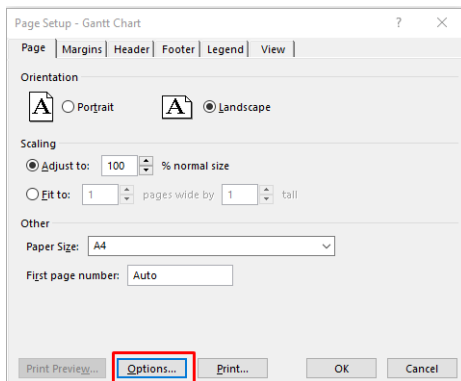 Page Setup - Gantt Chart ? ×
Page Margins Header Footer Legend View
Orientation
A Portrait A Landscape
Scaling
Adjust to: 100 % normal size
Fit to: 1 pages wide by 1 tall
Other
Paper Size: A4
First page number: Auto
Print Preview... Options... Print... OK Cancel